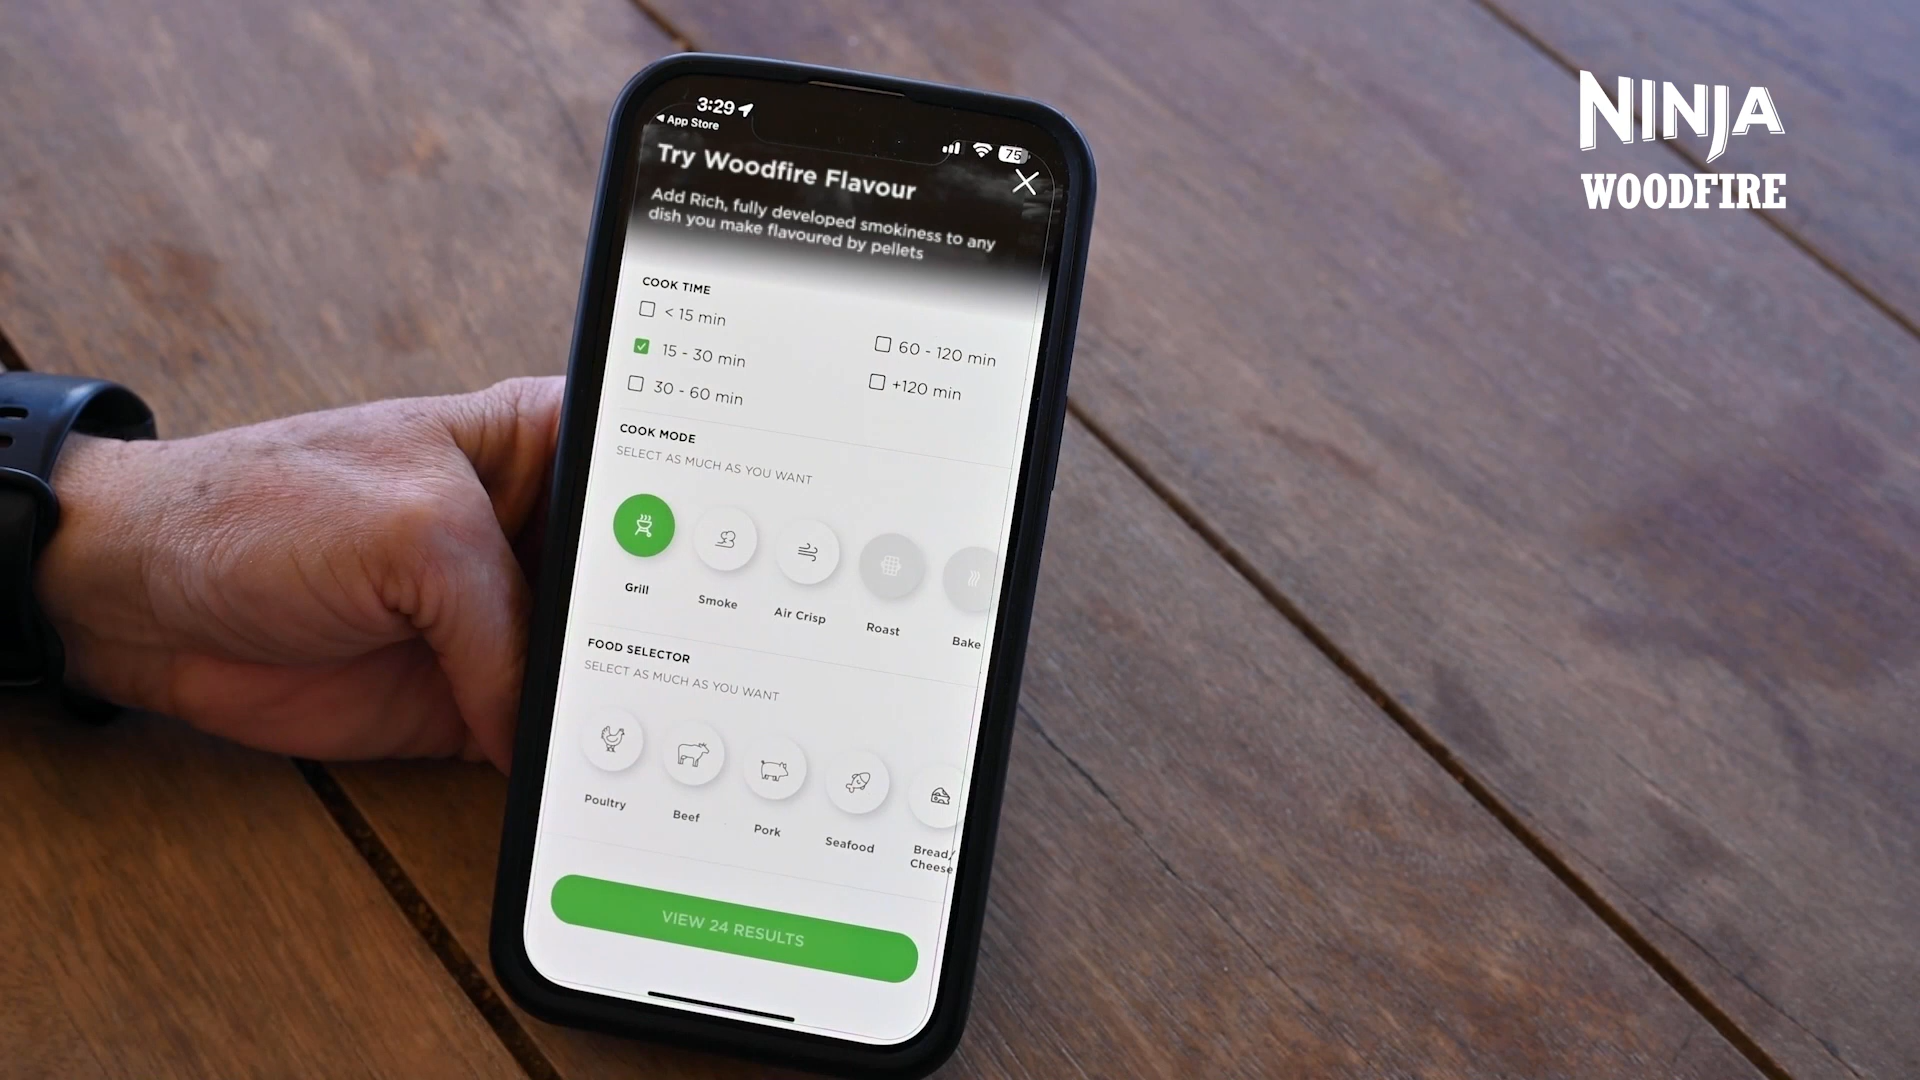 NINJA
WOODFIRE
3:29
App Store
75
Try Woodfire Flavour
Add Rich, fully developed smokiness to any
dish you make flavoured by pellets
COOK TIME
< 15 min
15 - 30 min
30 - 60 min
60 - 120 min
+120 min
COOK MODE
SELECT AS MUCH AS YOU WANT
Grill
Smoke
Air Crisp
Roast
Bake
FOOD SELECTOR
SELECT AS MUCH AS YOU WANT
Poultry
Beef
Pork
Seafood
Bread/
Cheese
VIEW 24 RESULTS